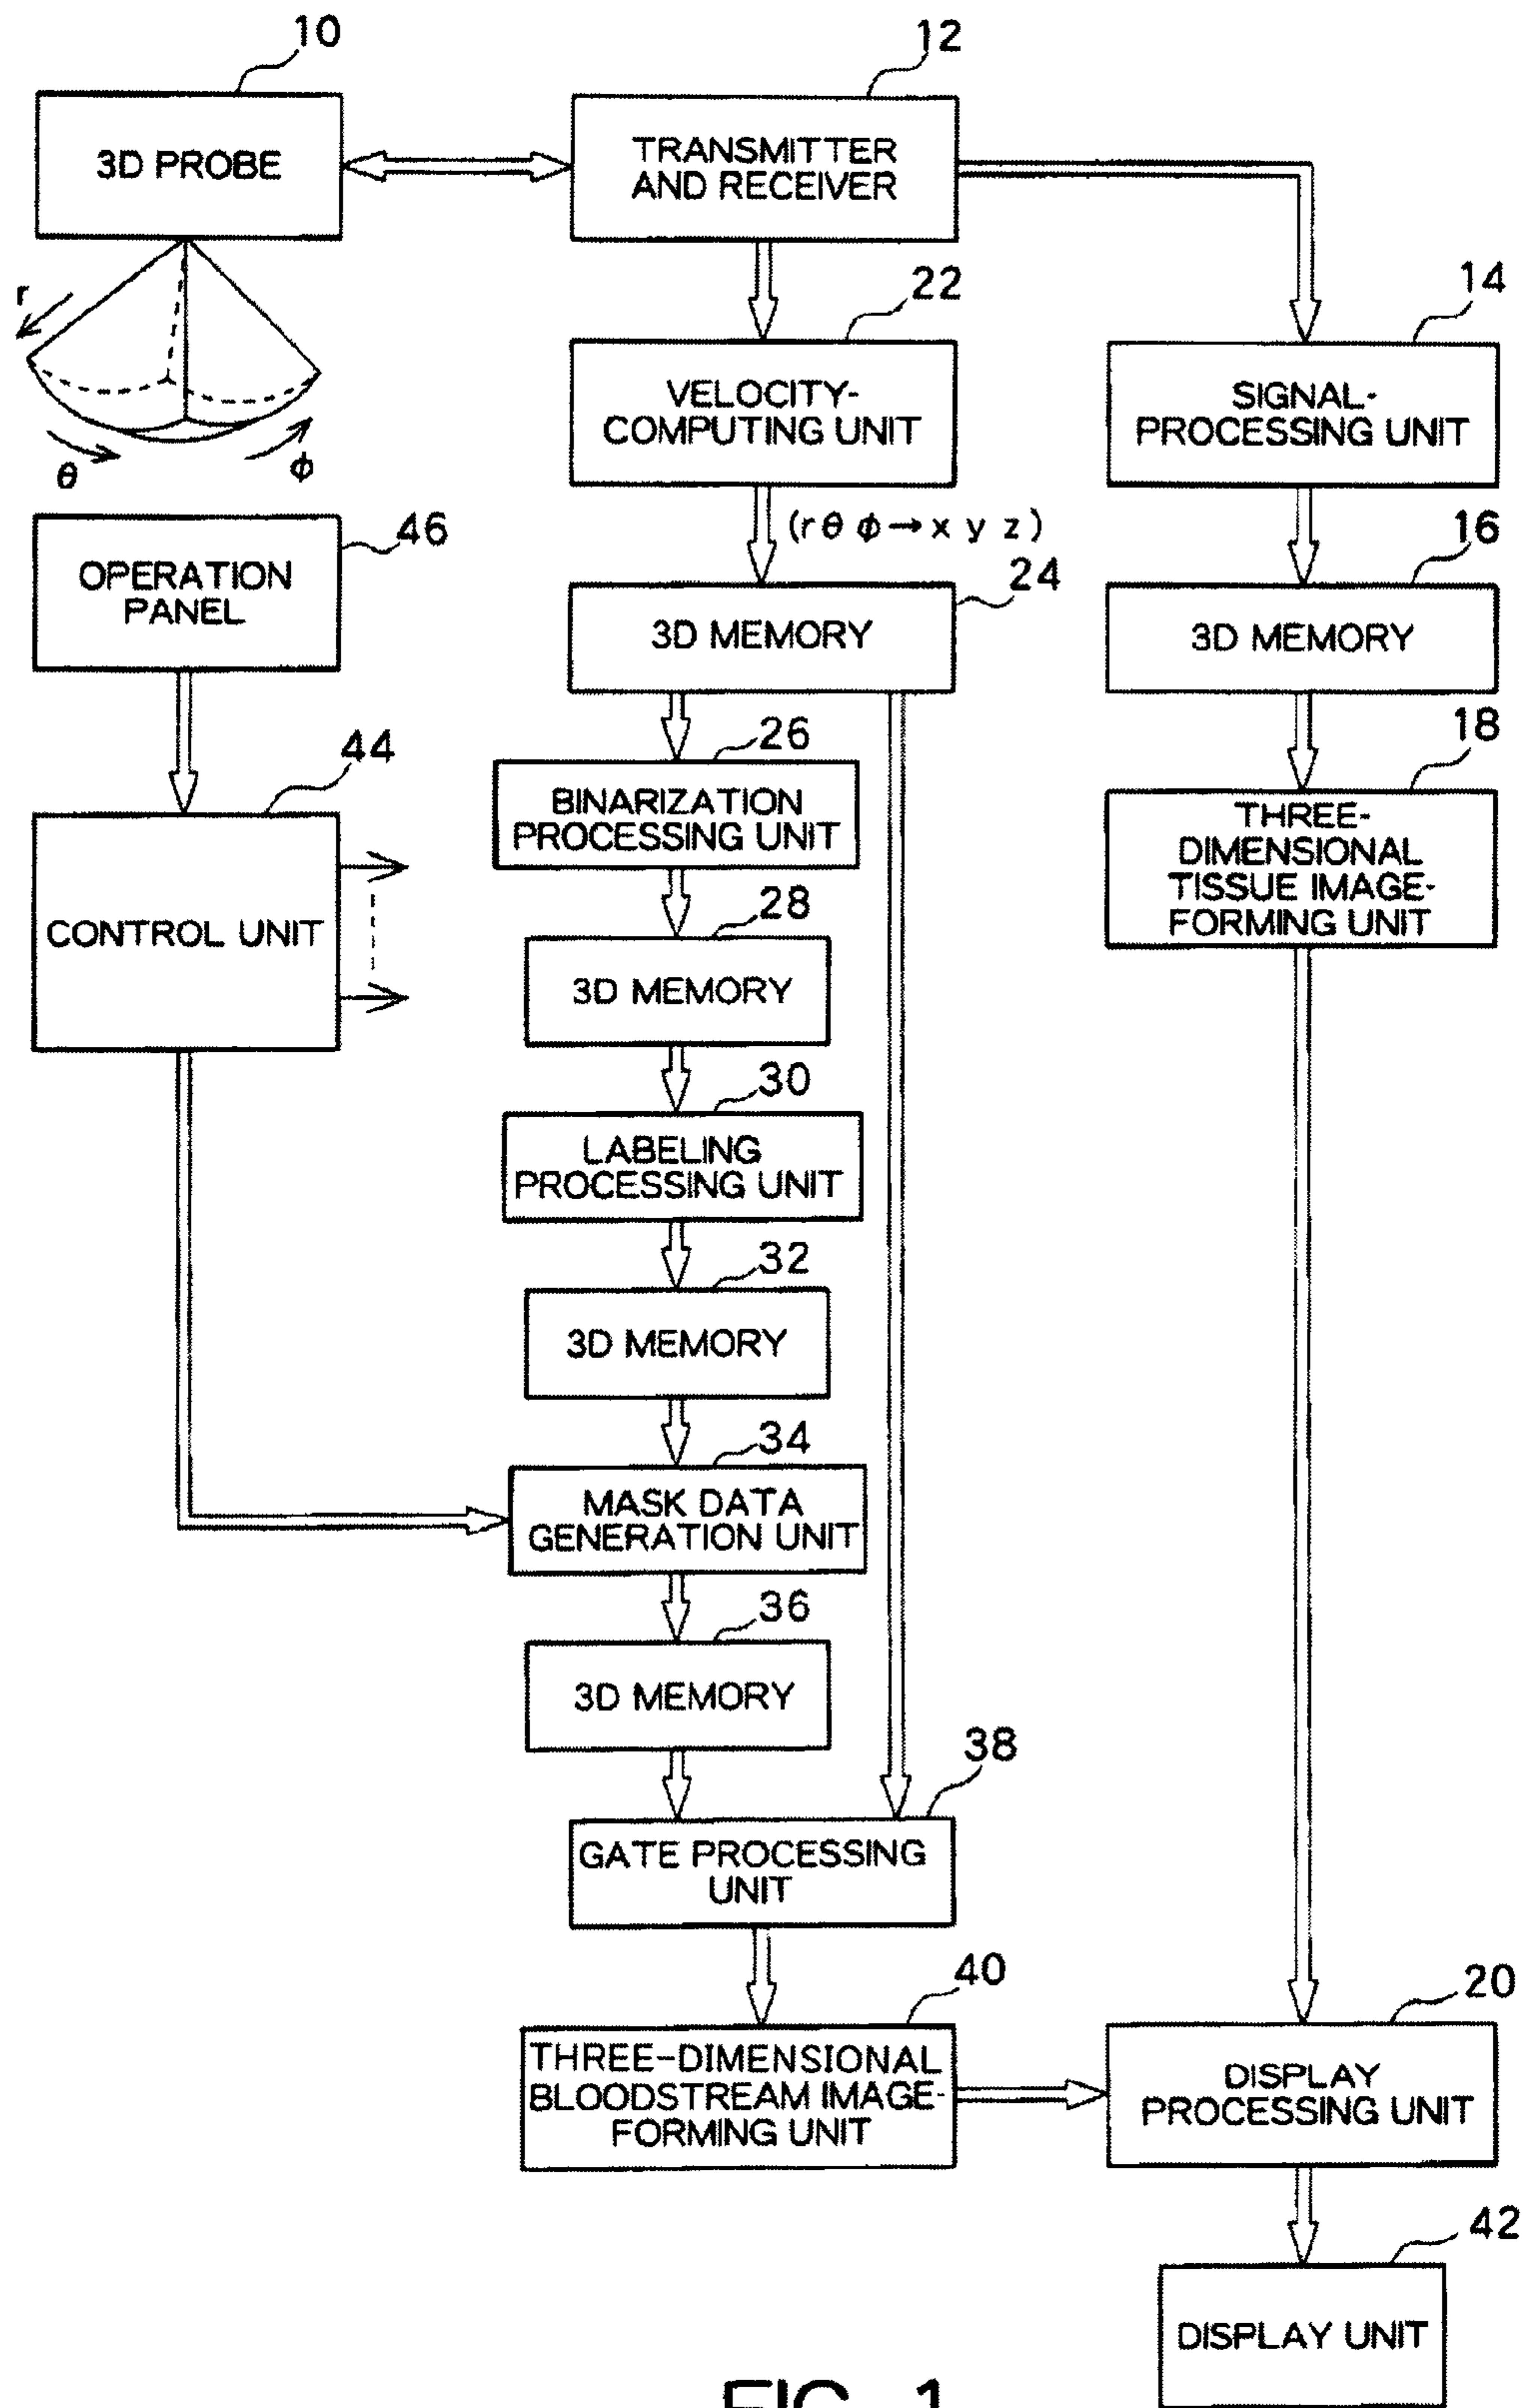 10
3D PROBE
12
TRANSMITTER
AND RECEIVER
r
θ
φ
22
VELOCITY-
COMPUTING UNIT
14
SIGNAL-
PROCESSING UNIT
(r θ φ → x y z)
46
OPERATION
PANEL
24
3D MEMORY
16
3D MEMORY
44
CONTROL UNIT
26
BINARIZATION
PROCESSING UNIT
18
THREE-
DIMENSIONAL
TISSUE IMAGE-
FORMING UNIT
28
3D MEMORY
30
LABELING
PROCESSING UNIT
32
3D MEMORY
34
MASK DATA
GENERATION UNIT
36
3D MEMORY
38
GATE PROCESSING
UNIT
40
THREE-DIMENSIONAL
BLOODSTREAM IMAGE-
FORMING UNIT
20
DISPLAY
PROCESSING UNIT
42
DISPLAY UNIT
FIG. 1